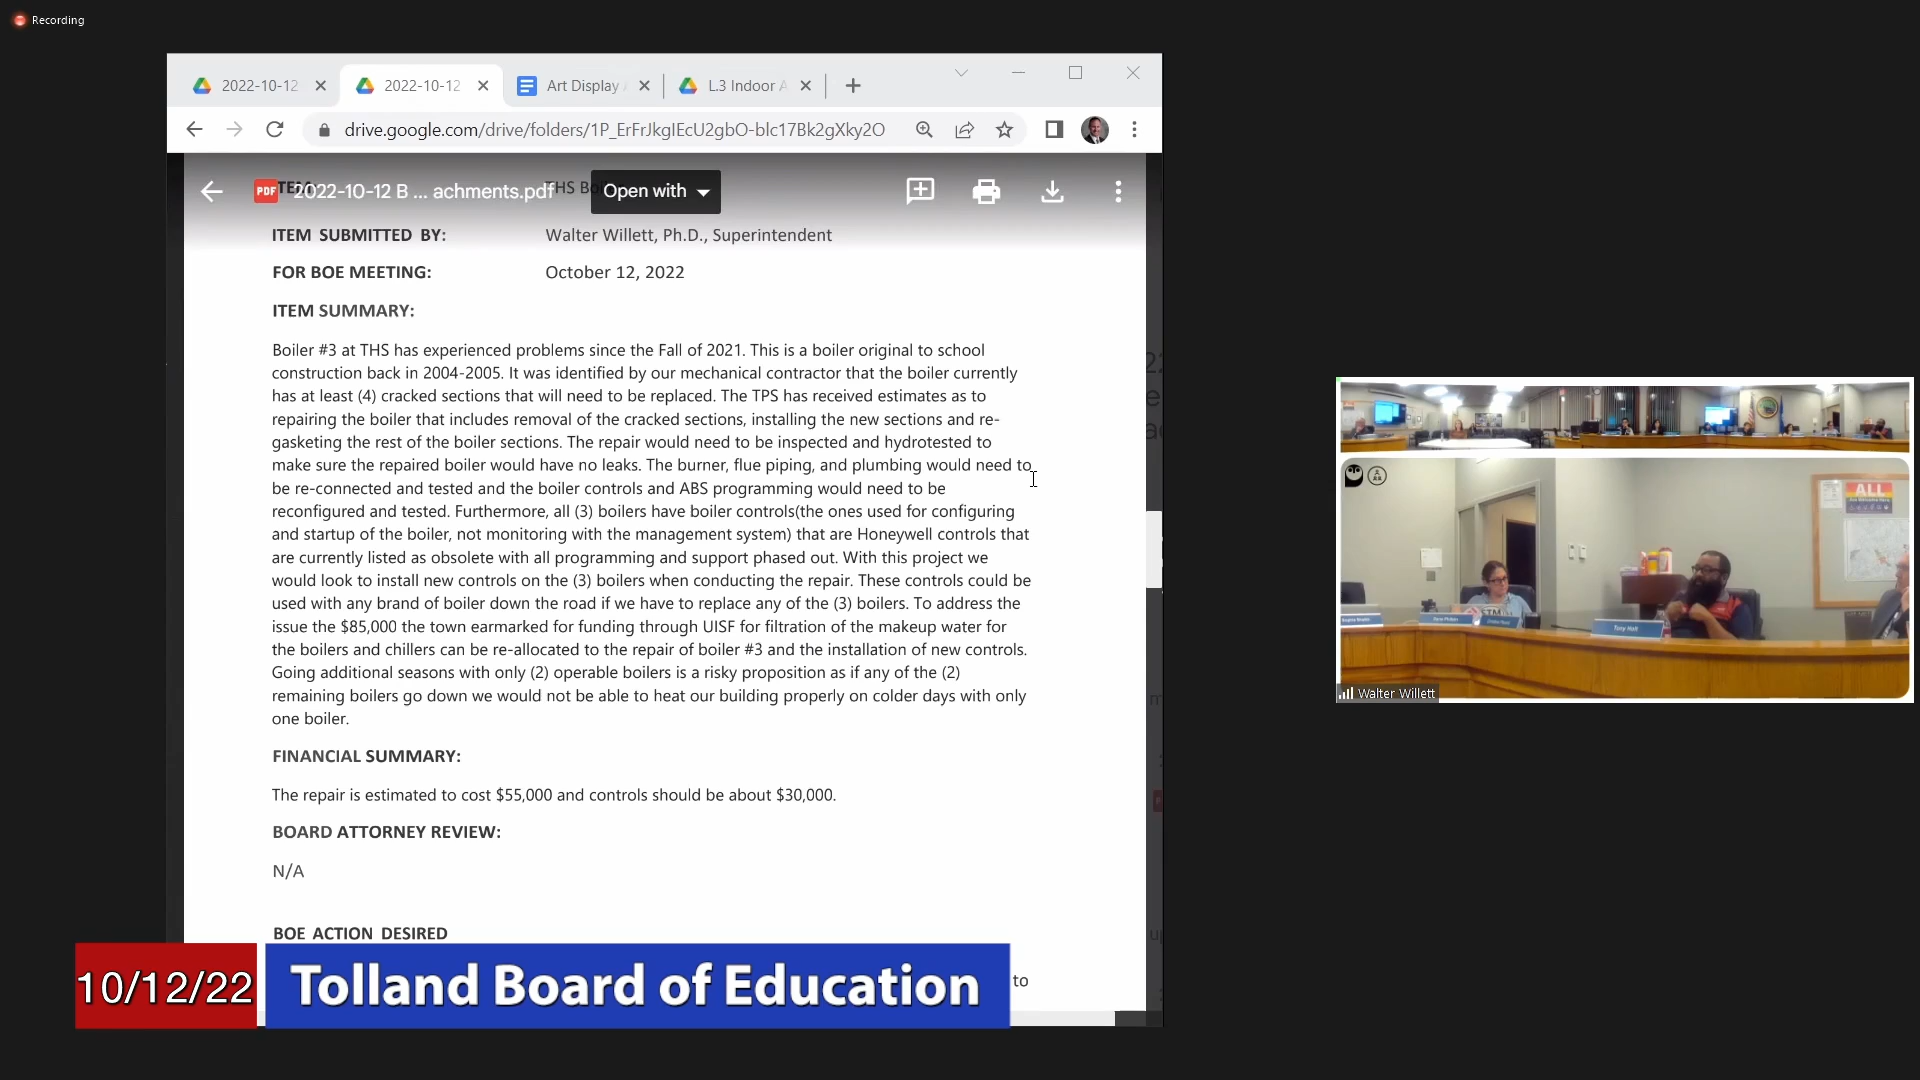 Recording
2022-10-12
2022-10-12
Art Display
L.3 Indoor A
drive.google.com/drive/folders/1P_ErFrJkgIEcU2gbO-blc17Bk2gXky2O
PDF
2022-10-12 B ... achments.pdf
Open with
ITEM SUBMITTED BY: Walter Willett, Ph.D., Superintendent
FOR BOE MEETING: October 12, 2022
ITEM SUMMARY:
Boiler #3 at THS has experienced problems since the Fall of 2021. This is a boiler original to school
construction back in 2004-2005. It was identified by our mechanical contractor that the boiler currently
has at least (4) cracked sections that will need to be replaced. The TPS has received estimates as to
repairing the boiler that includes removal of the cracked sections, installing the new sections and re-
gasketing the rest of the boiler sections. The repair would need to be inspected and hydrotested to
make sure the repaired boiler would have no leaks. The burner, flue piping, and plumbing would need to
be re-connected and tested and the boiler controls and ABS programming would need to be
reconfigured and tested. Furthermore, all (3) boilers have boiler controls(the ones used for configuring
and startup of the boiler, not monitoring with the management system) that are Honeywell controls that
are currently listed as obsolete with all programming and support phased out. With this project we
would look to install new controls on the (3) boilers when conducting the repair. These controls could be
used with any brand of boiler down the road if we have to replace any of the (3) boilers. To address the
issue the $85,000 the town earmarked for funding through UISF for filtration of the makeup water for
the boilers and chillers can be re-allocated to the repair of boiler #3 and the installation of new controls.
Going additional seasons with only (2) operable boilers is a risky proposition as if any of the (2)
remaining boilers go down we would not be able to heat our building properly on colder days with only
one boiler.
FINANCIAL SUMMARY:
The repair is estimated to cost $55,000 and controls should be about $30,000.
BOARD ATTORNEY REVIEW:
N/A
BOE ACTION DESIRED
to
10/12/22
Tolland Board of Education
ALL
Tony Hall
Walter Willett